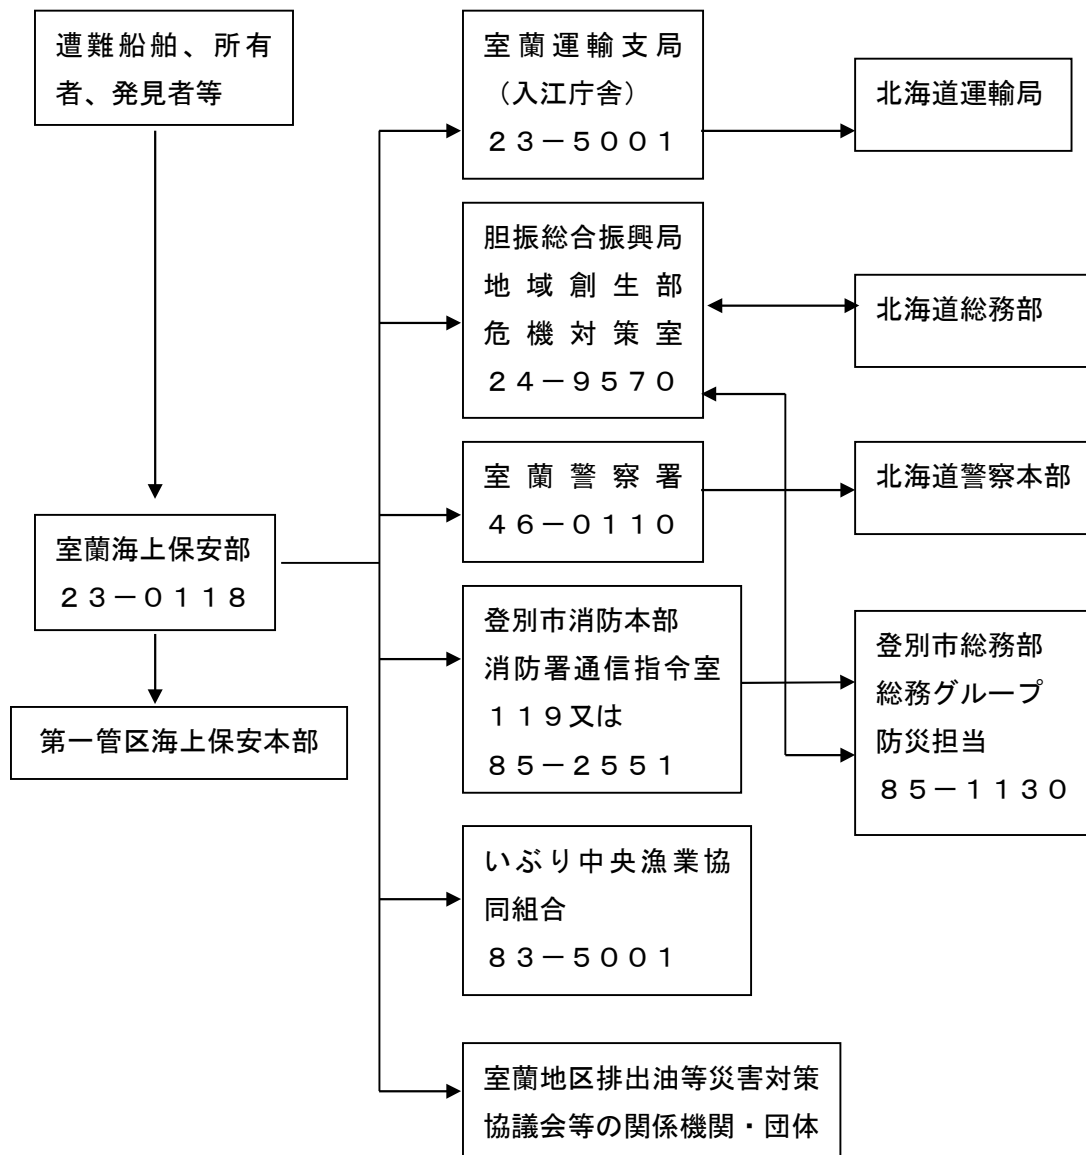 遭難船舶、所有
者、発見者等
室蘭海上保安部
２３－０１１８
第一管区海上保安本部
室蘭運輸支局
（入江庁舎）
２３－５００１
胆振総合振興局
地域創生部
危機対策室
２４－９５７０
室蘭警察署
４６－０１１０
登別市消防本部
消防署通信指令室
１１９又は
８５－２５５１
いぶり中央漁業協
同組合
８３－５００１
室蘭地区排出油等災害対策
協議会等の関係機関・団体
北海道運輸局
北海道総務部
北海道警察本部
登別市総務部
総務グループ
防災担当
８５－１１３０